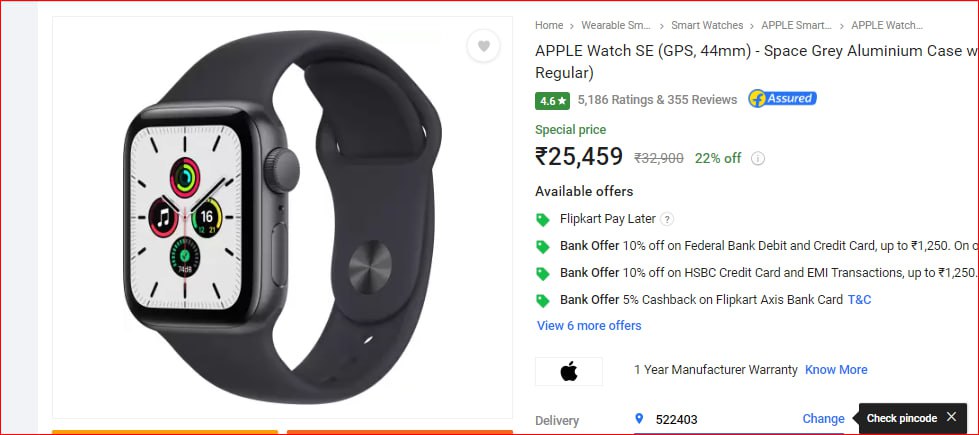 Home > Wearable Sm... > Smart Watches > APPLE Smart... > APPLE Watch...
APPLE Watch SE (GPS, 44mm) - Space Grey Aluminium Case w
Regular)
4.6★ 5,186 Ratings & 355 Reviews Assured
Special price
₹25,459 ₹32,900 22% off
Available offers
Flipkart Pay Later ?
Bank Offer 10% off on Federal Bank Debit and Credit Card, up to ₹1,250. On o
Bank Offer 10% off on HSBC Credit Card and EMI Transactions, up to ₹1,250.
Bank Offer 5% Cashback on Flipkart Axis Bank Card T&C
View 6 more offers
1 Year Manufacturer Warranty Know More
Delivery 522403 Change Check pincode
16